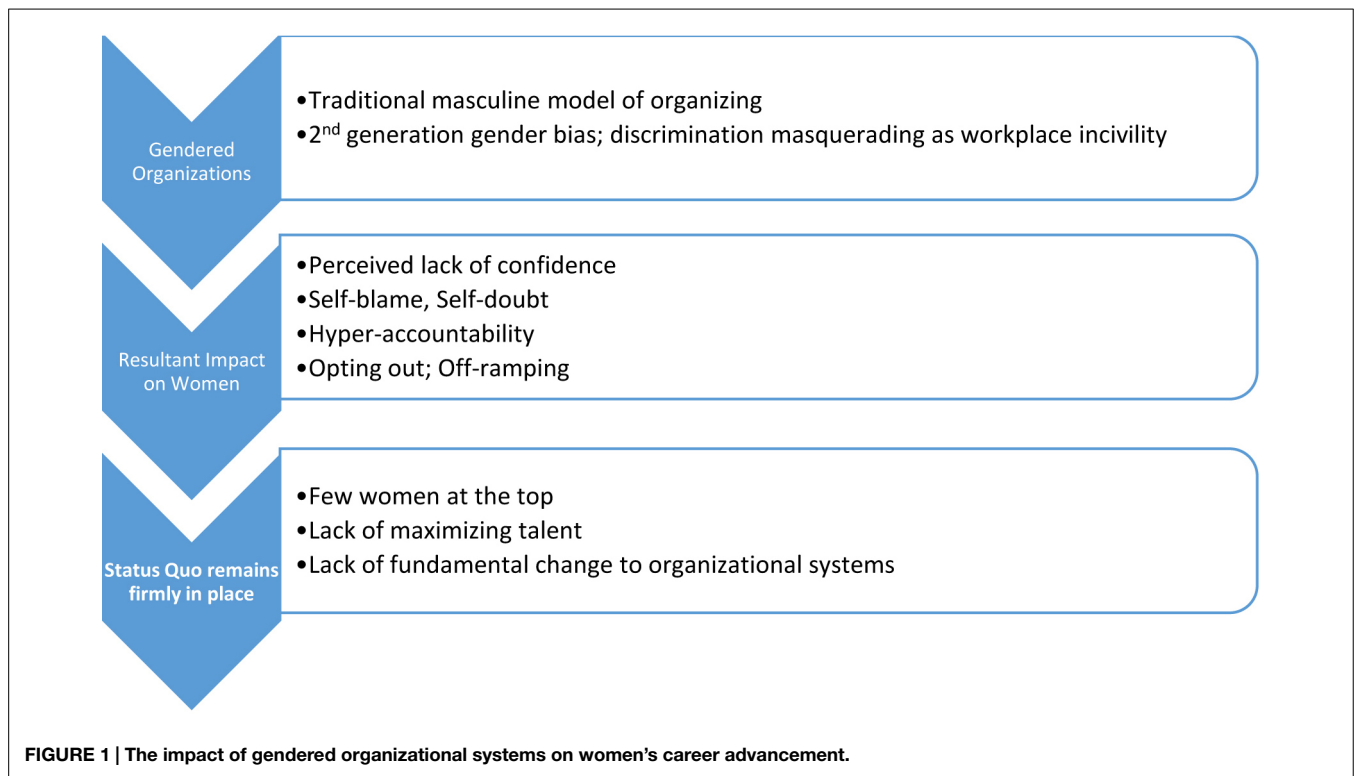 Gendered
Organizations
•Traditional masculine model of organizing
•2nd generation gender bias; discrimination masquerading as workplace incivility
Resultant Impact
on Women
•Perceived lack of confidence
•Self-blame, Self-doubt
•Hyper-accountability
•Opting out; Off-ramping
Status Quo remains
firmly in place
•Few women at the top
•Lack of maximizing talent
•Lack of fundamental change to organizational systems
FIGURE 1 | The impact of gendered organizational systems on women's career advancement.